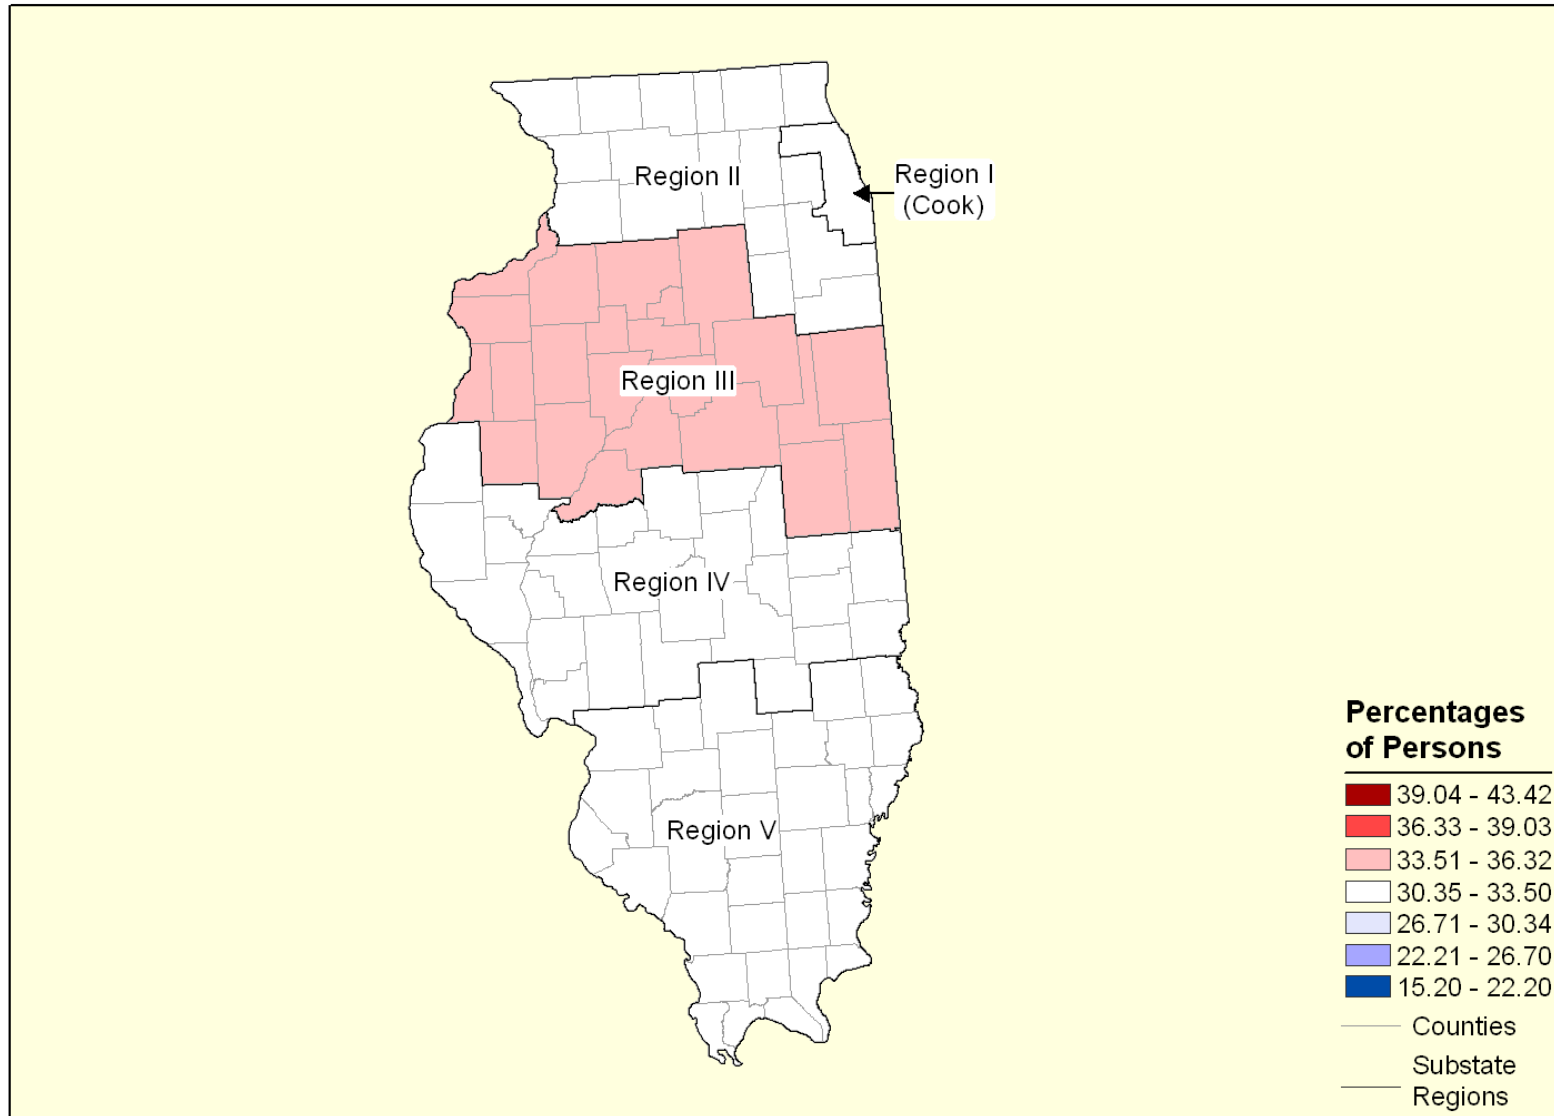 Region II
Region I
(Cook)
Region III
Region IV
Region V
Percentages
of Persons
39.04 - 43.42
36.33 - 39.03
33.51 - 36.32
30.35 - 33.50
26.71 - 30.34
22.21 - 26.70
15.20 - 22.20
Counties
Substate
Regions